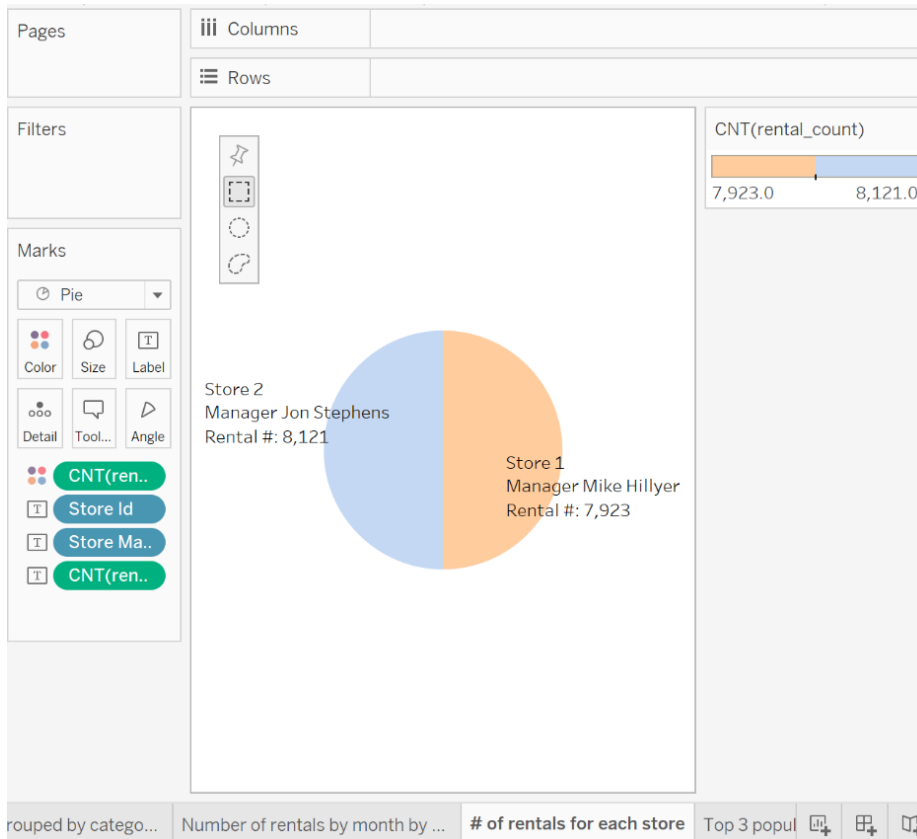 Pages
Columns
Rows
Filters
Marks
Pie
Color
Size
T
Label
Detail
Tool...
Angle
CNT(ren..
T
Store Id
T
Store Ma..
T
CNT(ren..
Store 2
Manager Jon Stephens
Rental #: 8,121
Store 1
Manager Mike Hillyer
Rental #: 7,923
CNT(rental_count)
7,923.0 8,121.0
rouped by catego...
Number of rentals by month by ...
# of rentals for each store
Top 3 popul